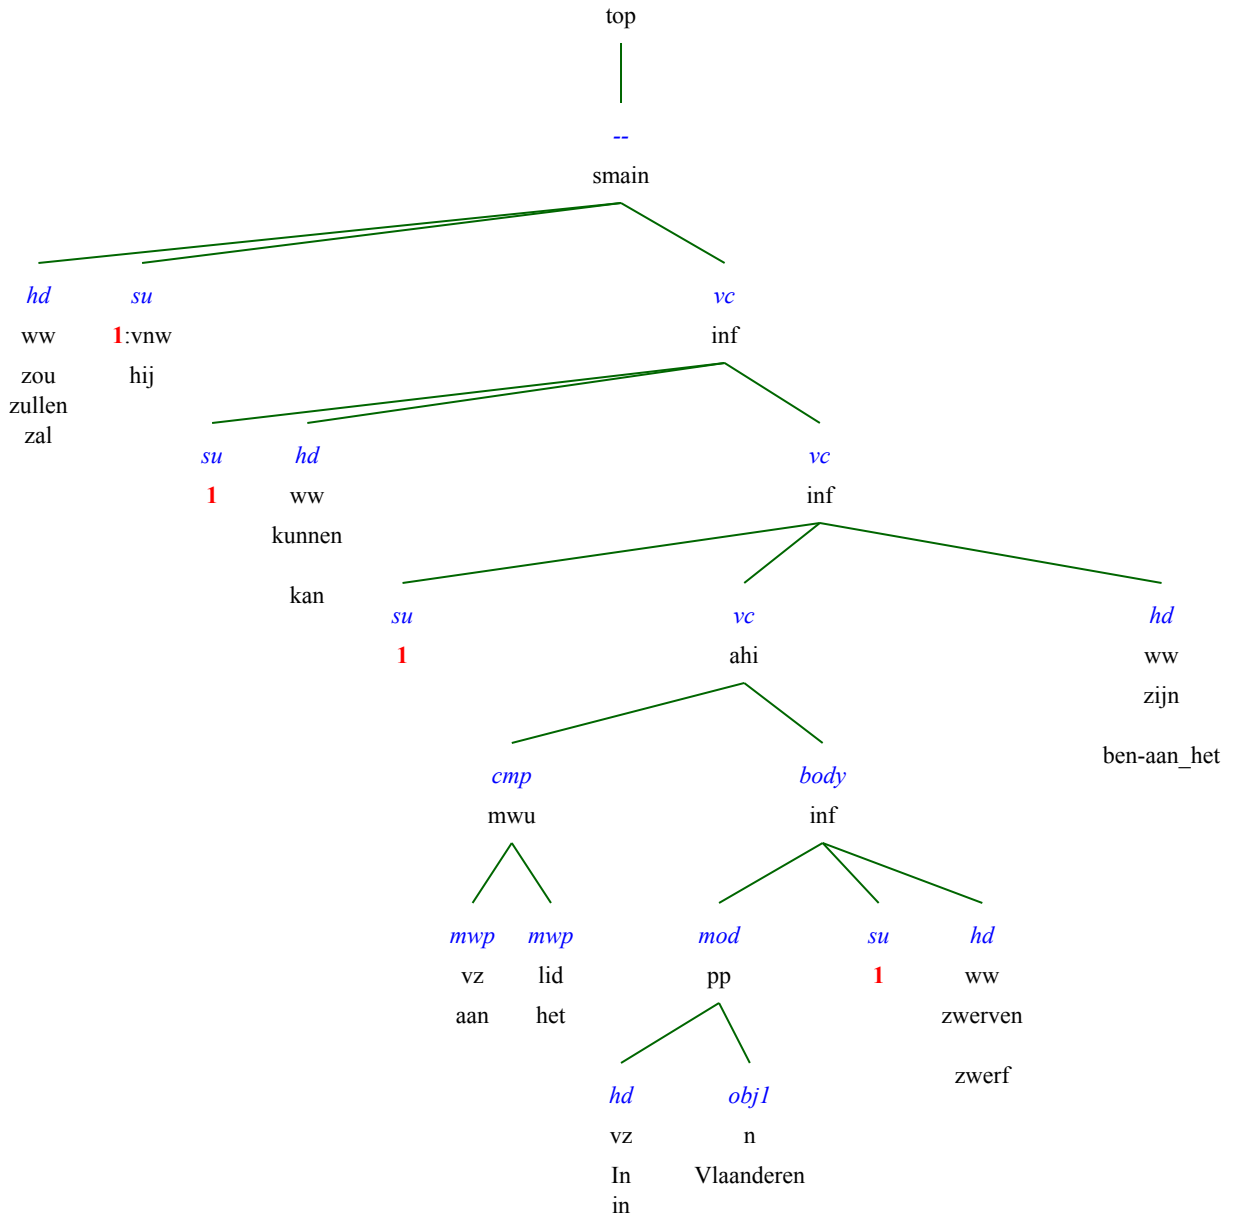 top
--
smain
hd su vc
ww 1:vnw inf
zou hij
zullen
zal
su hd vc
1 ww inf
kunnen
kan
su vc hd
1 ahi ww
zijn
ben-aan_het
cmp body
mwu inf
mwp mwp mod su hd
vz lid pp 1 ww
aan het zwerven
zwerf
hd obj1
vz n
In Vlaanderen
in